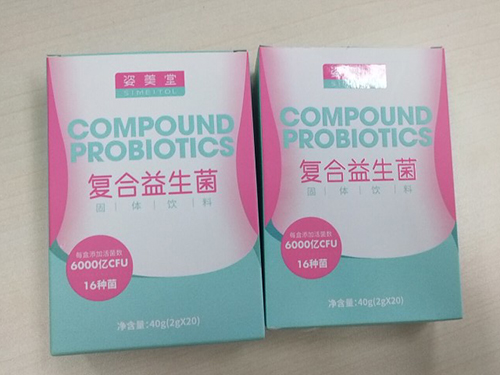 姿美堂
SIMEITOL
COMPOUND
PROBIOTICS
复合益生菌
固体饮料
每盒添加活菌数
6000亿CFU
16种菌
净含量:40g(2gX20)
姿美堂
COMPOUND
PROBIOTICS
复合益生菌
固体饮料
每盒添加活菌数
6000亿CFU
16种菌
净含量:40g(2gX20)